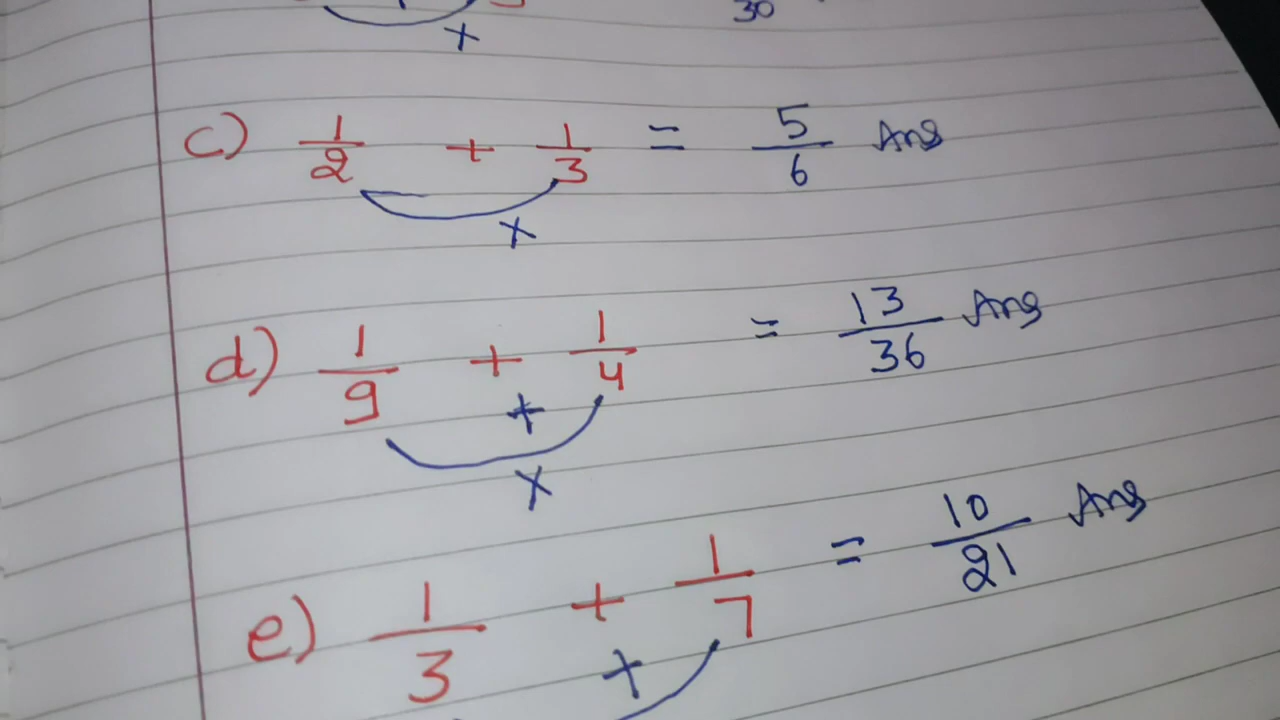 30
×
c) 1/2 + 1/3 = 5/6 Ans
×
d) 1/9 + 1/4 = 13/36 Ans
+
×
e) 1/3 + 1/7 = 10/21 Ans
+